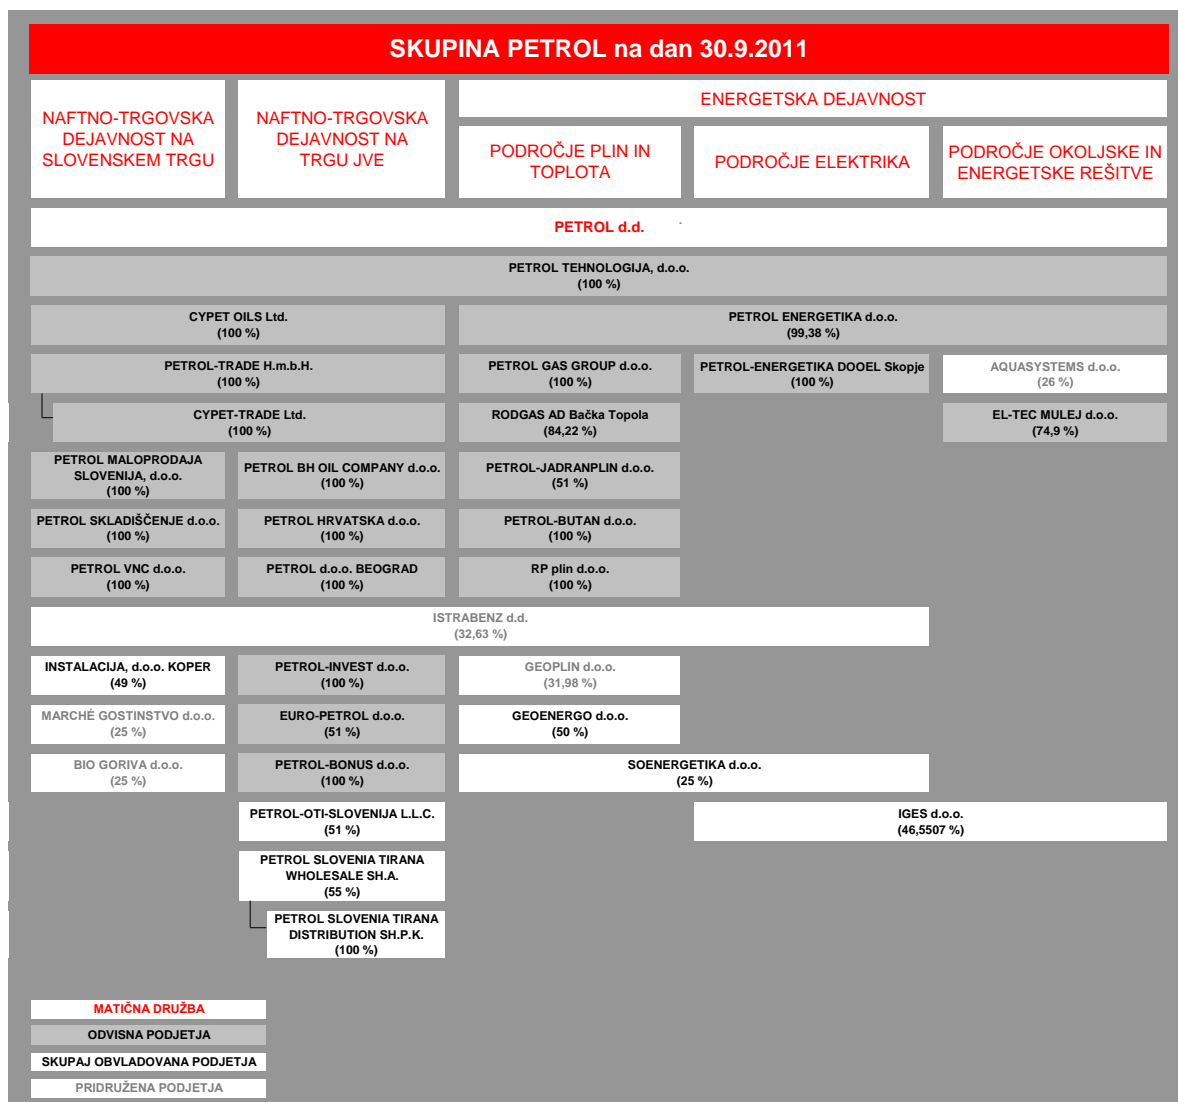 SKUPINA PETROL na dan 30.9.2011
NAFTNO-TRGOVSKA
DEJAVNOST NA
SLOVENSKEM TRGU
NAFTNO-TRGOVSKA
DEJAVNOST NA
TRGU JVE
ENERGETSKA DEJAVNOST
PODROČJE PLIN IN
TOPLOTA
PODROČJE ELEKTRIKA
PODROČJE OKOLJSKE IN
ENERGETSKE REŠITVE
PETROL d.d.
PETROL TEHNOLOGIJA, d.o.o.
(100 %)
CYPET OILS Ltd.
(100 %)
PETROL ENERGETIKA d.o.o.
(99,38 %)
PETROL-TRADE H.m.b.H.
(100 %)
PETROL GAS GROUP d.o.o.
(100 %)
PETROL-ENERGETIKA DOOEL Skopje
(100 %)
AQUASYSTEMS d.o.o.
(26 %)
CYPET-TRADE Ltd.
(100 %)
RODGAS AD Bačka Topola
(84,22 %)
EL-TEC MULEJ d.o.o.
(74,9 %)
PETROL MALOPRODAJA
SLOVENIJA, d.o.o.
(100 %)
PETROL BH OIL COMPANY d.o.o.
(100 %)
PETROL-JADRANPLIN d.o.o.
(51 %)
PETROL SKLADIŠČENJE d.o.o.
(100 %)
PETROL HRVATSKA d.o.o.
(100 %)
PETROL-BUTAN d.o.o.
(100 %)
PETROL VNC d.o.o.
(100 %)
PETROL d.o.o. BEOGRAD
(100 %)
RP plin d.o.o.
(100 %)
ISTRABENZ d.d.
(32,63 %)
INSTALACIJA, d.o.o. KOPER
(49 %)
PETROL-INVEST d.o.o.
(100 %)
GEOPLIN d.o.o.
(31,98 %)
MARCHÉ GOSTINSTVO d.o.o.
(25 %)
EURO-PETROL d.o.o.
(51 %)
GEOENERGO d.o.o.
(50 %)
BIO GORIVA d.o.o.
(25 %)
PETROL-BONUS d.o.o.
(100 %)
SOENERGETIKA d.o.o.
(25 %)
PETROL-OTI-SLOVENIJA L.L.C.
(51 %)
IGES d.o.o.
(46,5507 %)
PETROL SLOVENIA TIRANA
WHOLESALE SH.A.
(55 %)
PETROL SLOVENIA TIRANA
DISTRIBUTION SH.P.K.
(100 %)
MATIČNA DRUŽBA
ODVISNA PODJETJA
SKUPAJ OBVLADOVANA PODJETJA
PRIDRUŽENA PODJETJA